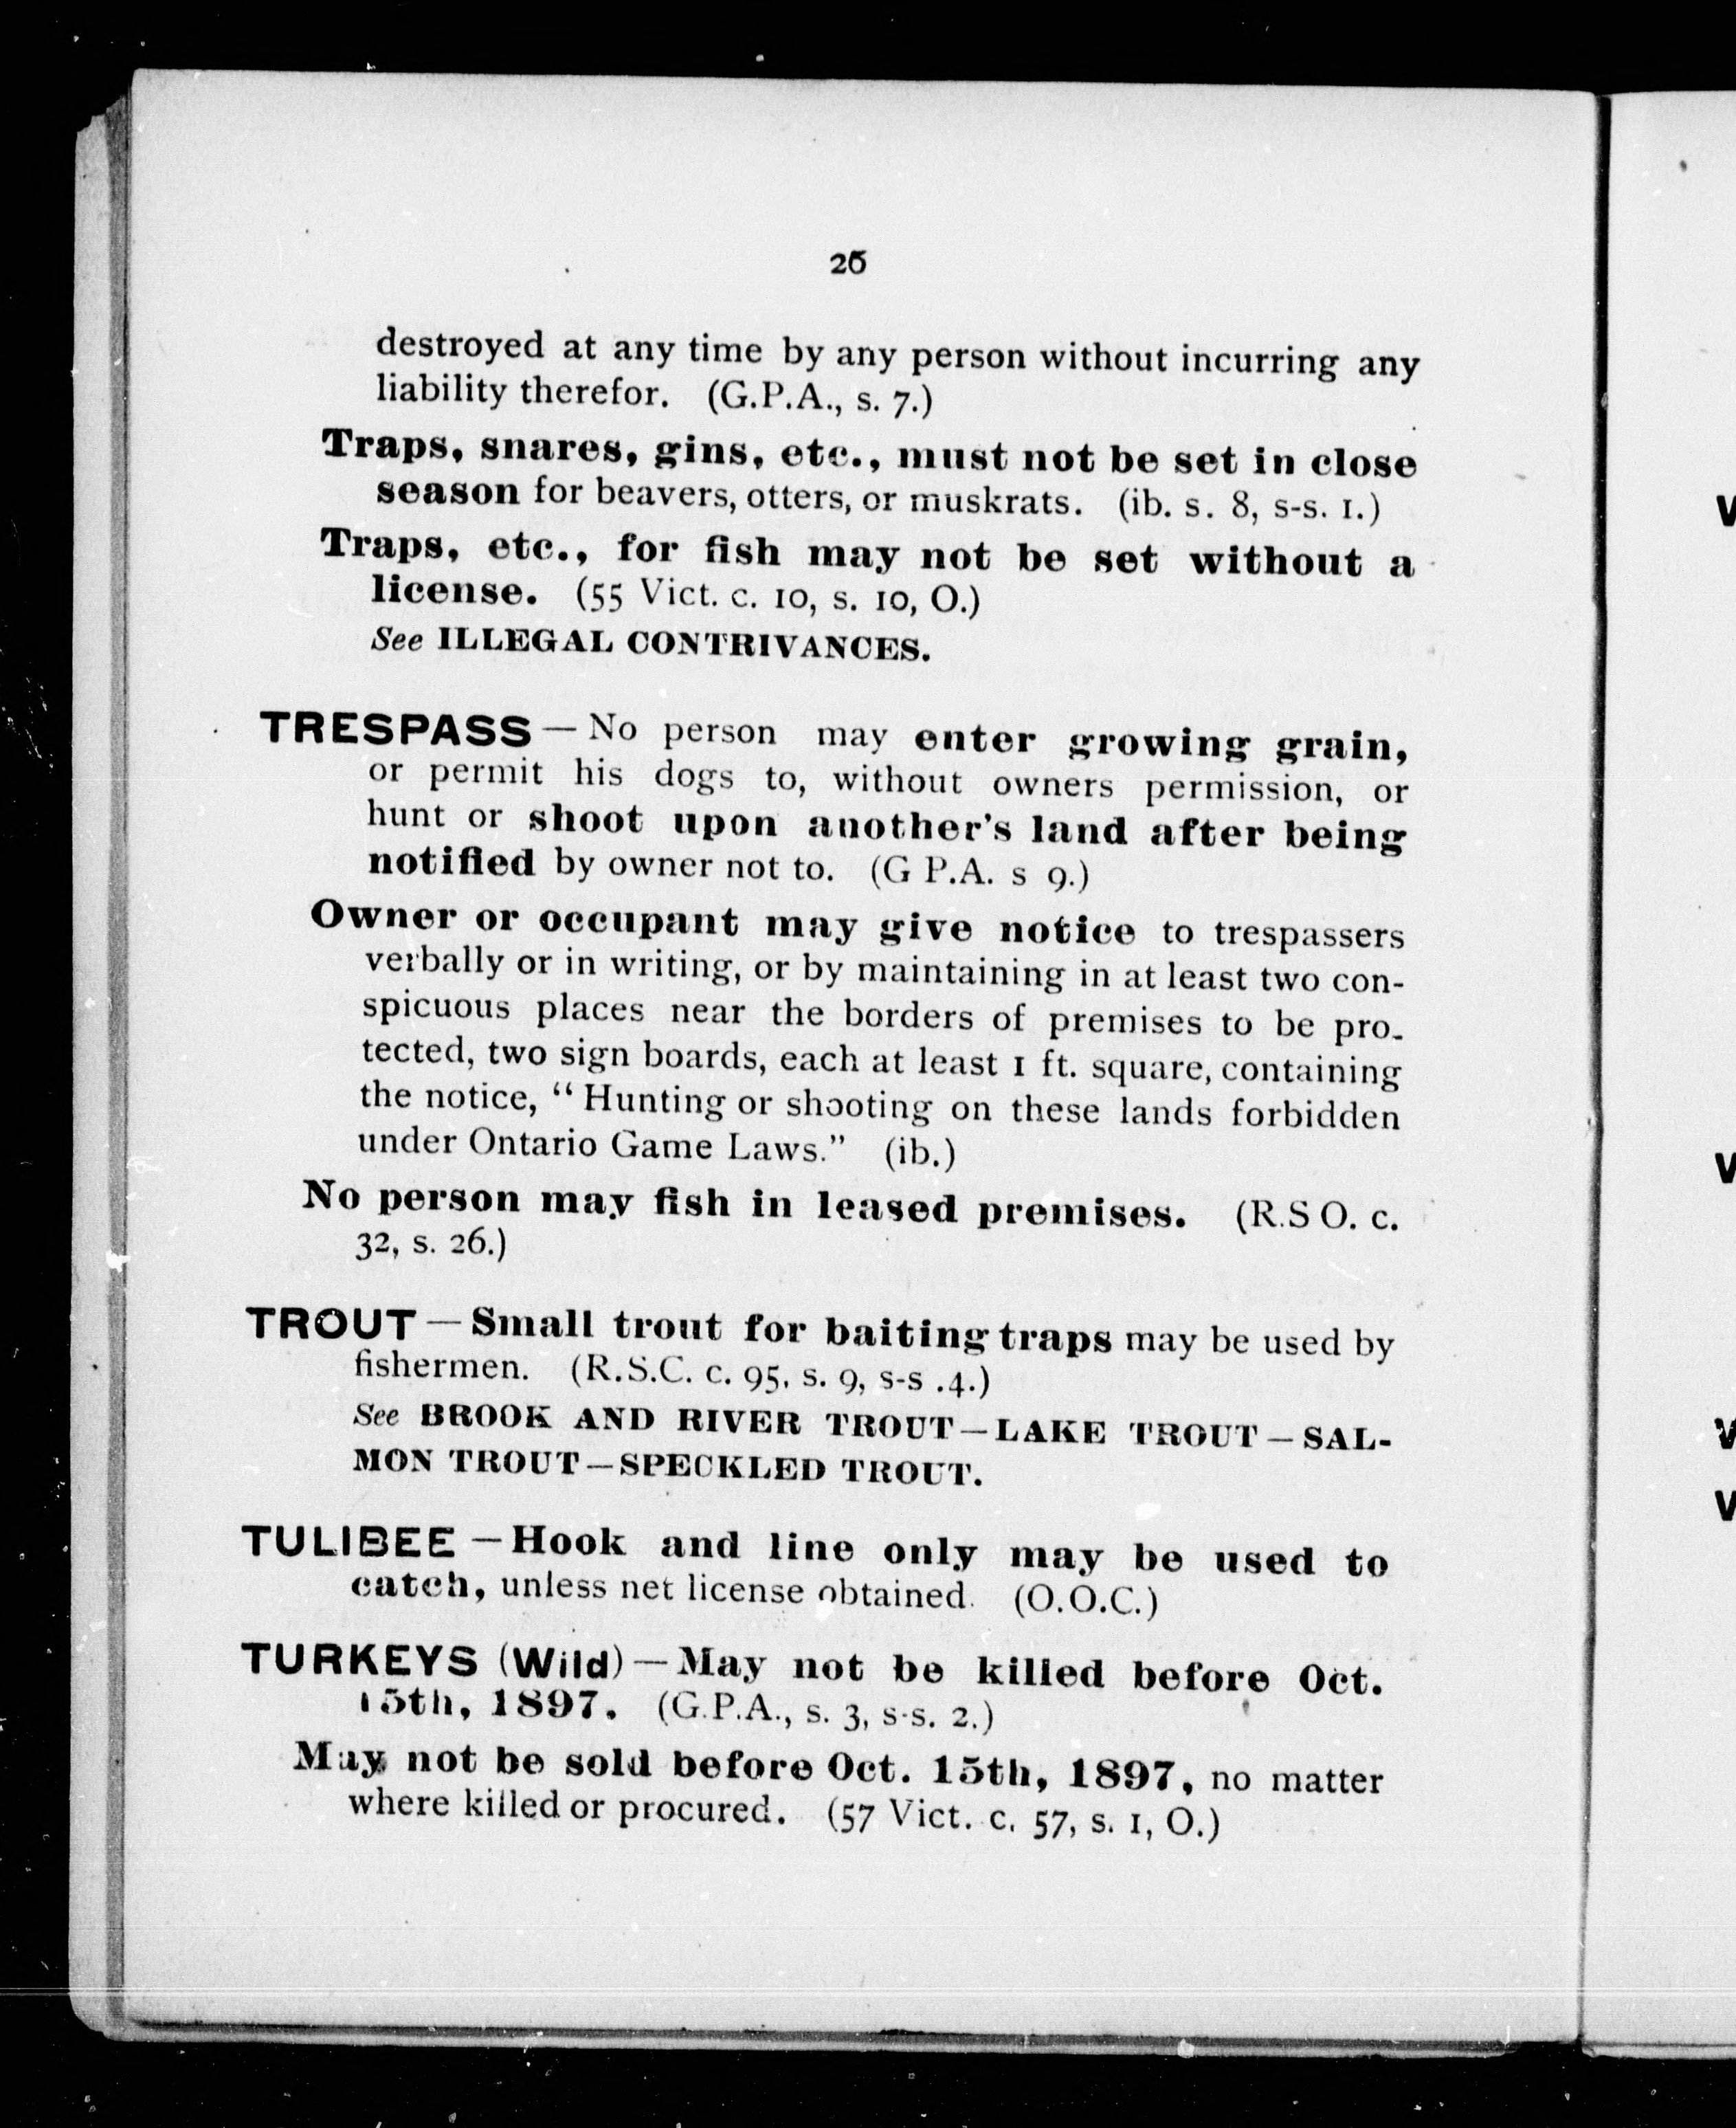 26
destroyed at any time by any person without incurring any
liability therefor. (G.P.A., s. 7.)
Traps, snares, gins, etc., must not be set in close
season for beavers, otters, or muskrats. (ib. s. 8, s-s. 1.)
Traps, etc., for fish may not be set without a
license. (55 Vict. c. 10, s. 10, O.)
See ILLEGAL CONTRIVANCES.
TRESPASS — No person may enter growing grain,
or permit his dogs to, without owners permission, or
hunt or shoot upon another's land after being
notified by owner not to. (G P.A. s 9.)
Owner or occupant may give notice to trespassers
verbally or in writing, or by maintaining in at least two con-
spicuous places near the borders of premises to be pro-
tected, two sign boards, each at least 1 ft. square, containing
the notice, "Hunting or shooting on these lands forbidden
under Ontario Game Laws." (ib.)
No person may fish in leased premises. (R.S O. c.
32, s. 26.)
TROUT — Small trout for baiting traps may be used by
fishermen. (R.S.C. c. 95, s. 9, s-s .4.)
See BROOK AND RIVER TROUT—LAKE TROUT—SAL-
MON TROUT—SPECKLED TROUT.
TULIBEE — Hook and line only may be used to
catch, unless net license obtained. (O.O.C.)
TURKEYS (Wild) — May not be killed before Oct.
15th, 1897. (G.P.A., s. 3, s-s. 2.)
May not be sold before Oct. 15th, 1897, no matter
where killed or procured. (57 Vict. c. 57, s. 1, O.)